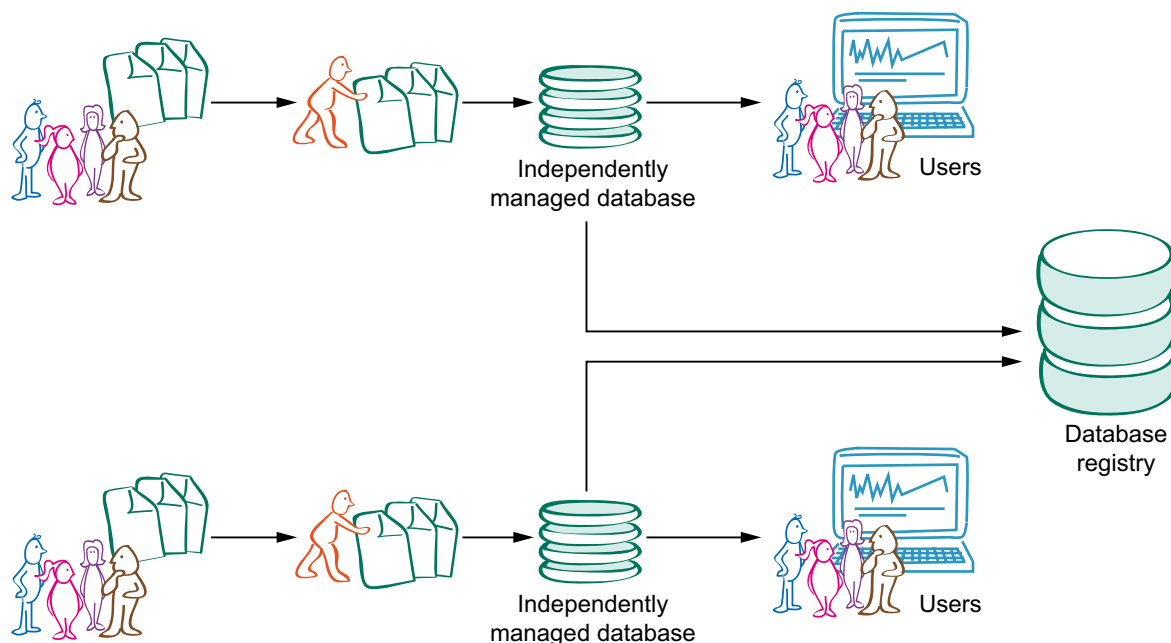 Independently
managed database
Users
Database
registry
Independently
managed database
Users